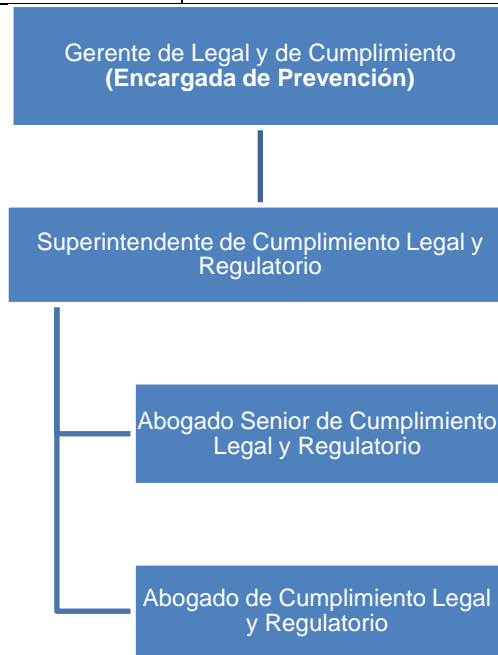 Gerente de Legal y de Cumplimiento
(Encargada de Prevención)
Superintendente de Cumplimiento Legal y
Regulatorio
Abogado Senior de Cumplimiento
Legal y Regulatorio
Abogado de Cumplimiento Legal
y Regulatorio